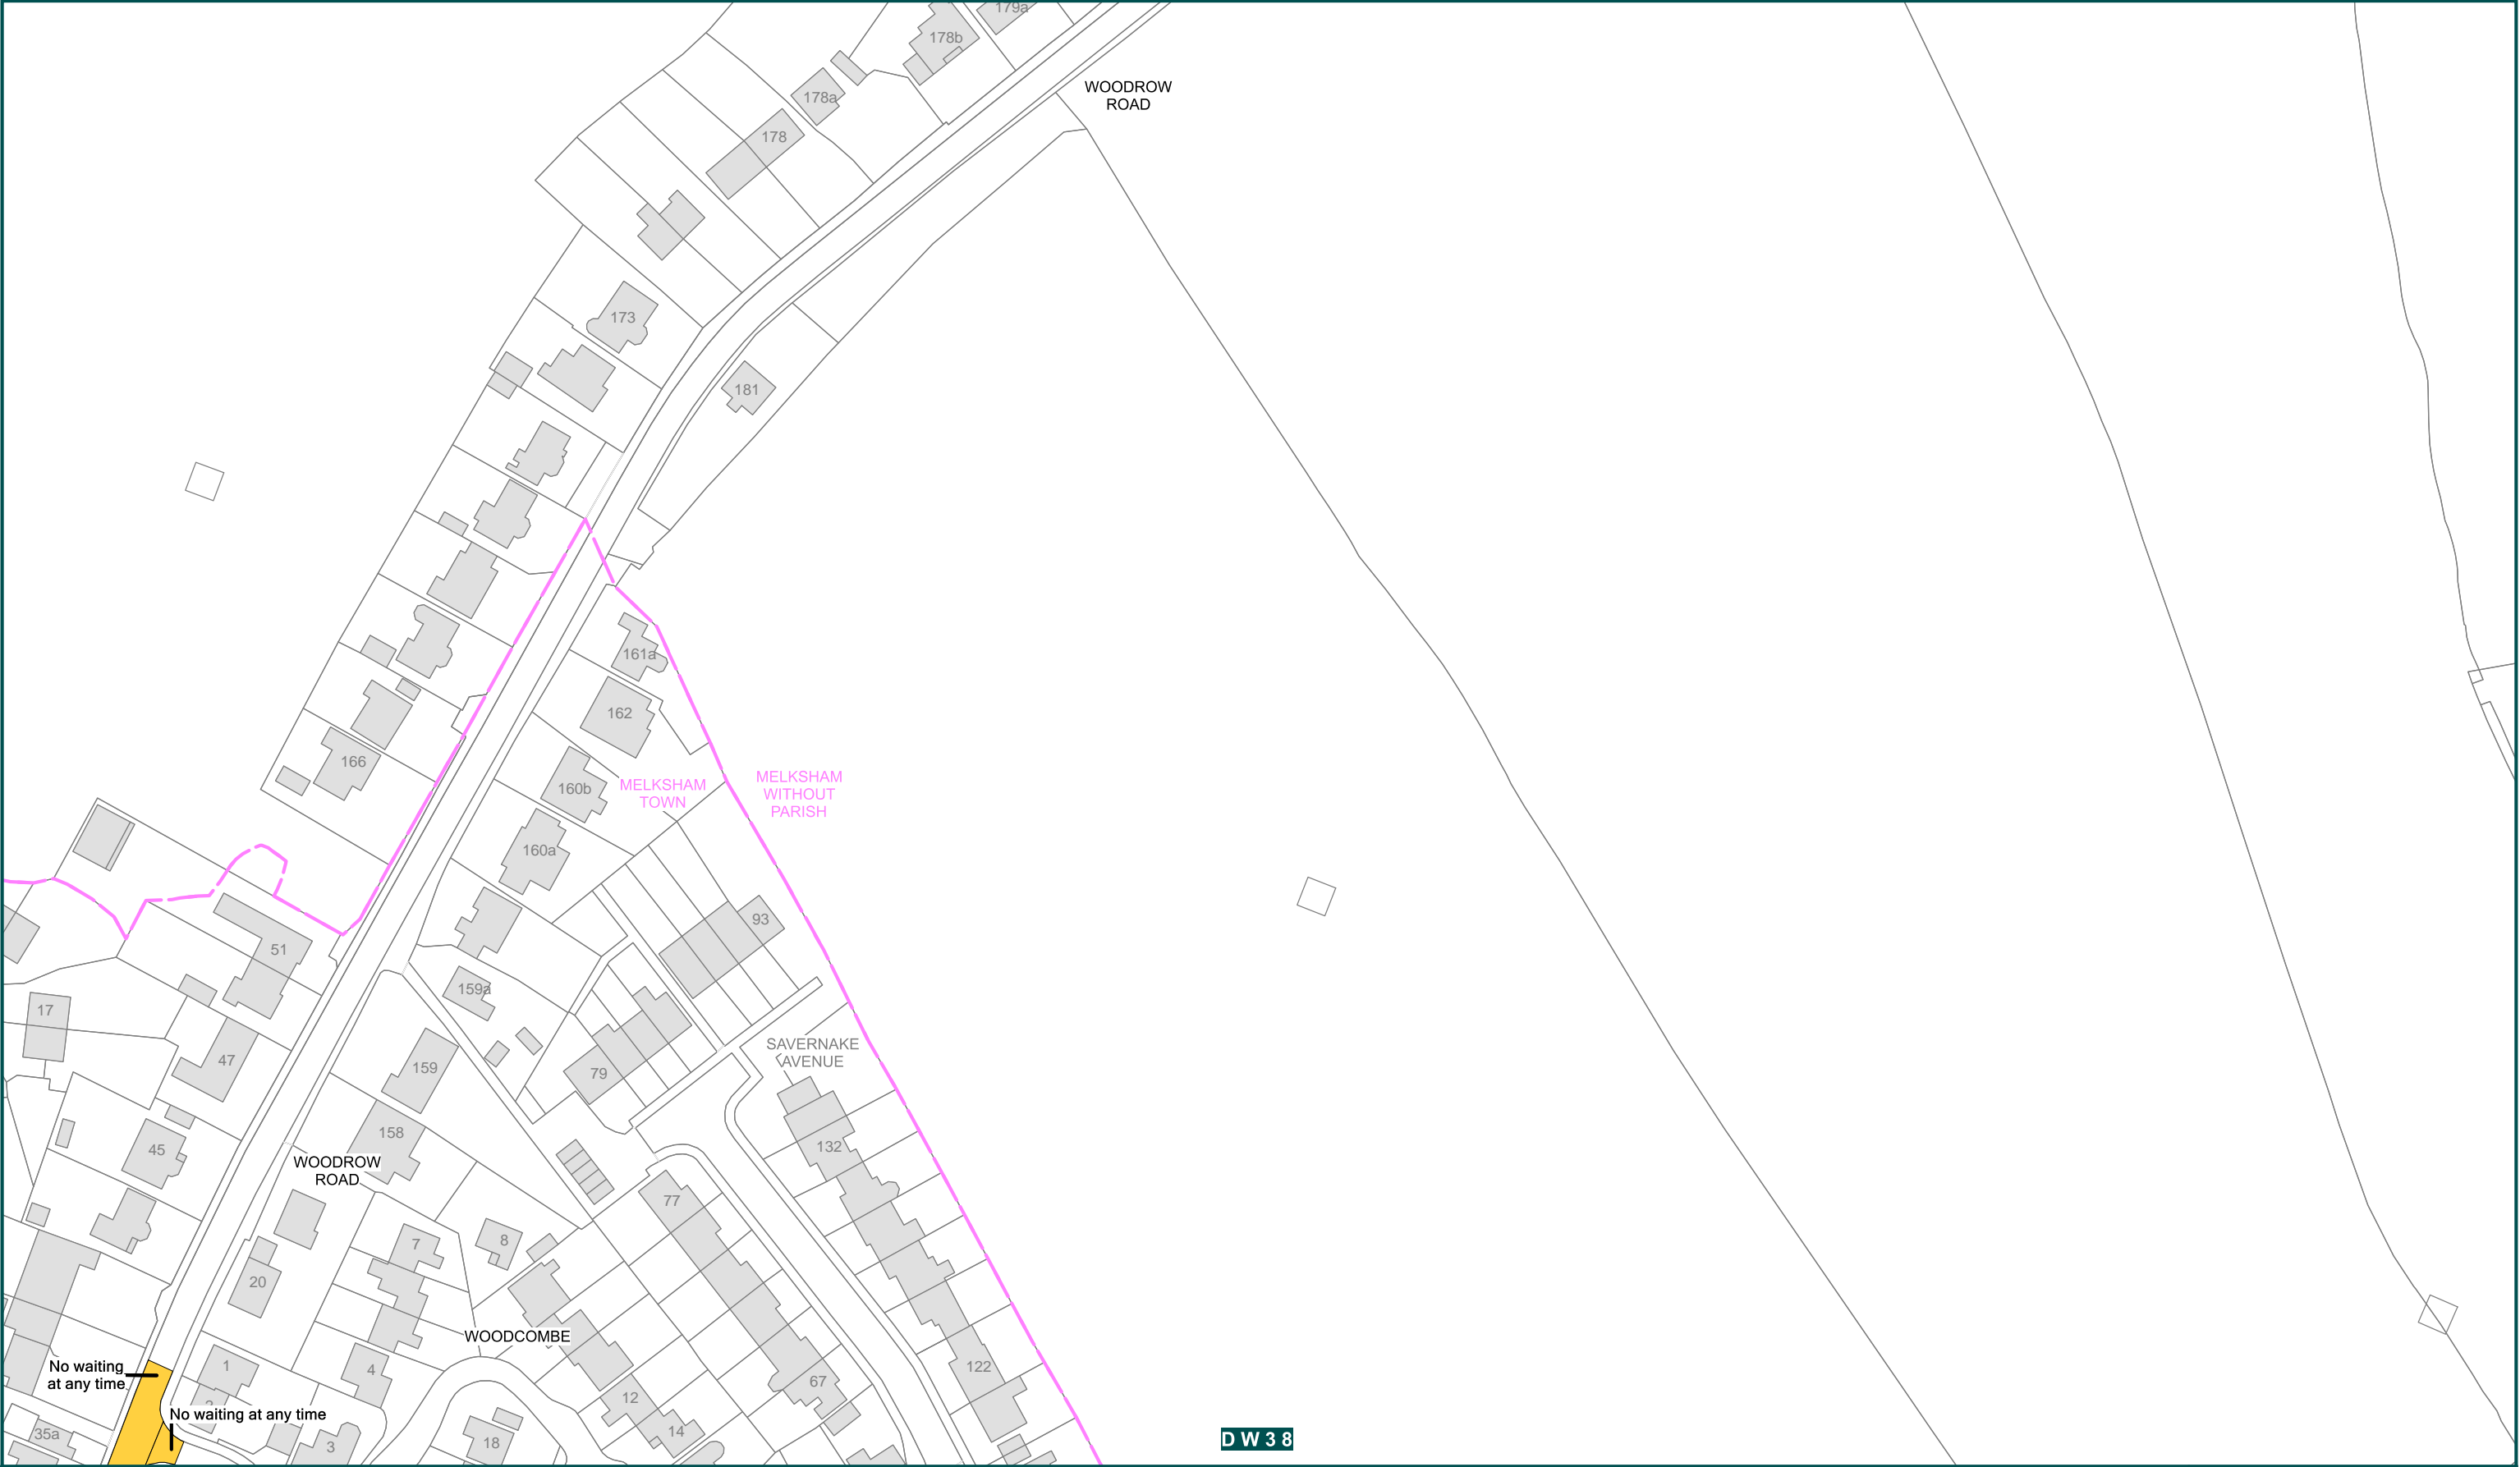 179a
178b
WOODROW
ROAD
178a
178
173
181
161a
162
166
160b
MELKSHAM
TOWN
MELKSHAM
WITHOUT
PARISH
160a
93
51
159a
17
SAVERNAKE
AVENUE
47
159
79
158
132
45
WOODROW
ROAD
77
7
8
20
WOODCOMBE
1
No waiting
at any time
4
122
67
12
No waiting at any time
14
35a
3
18
DW38